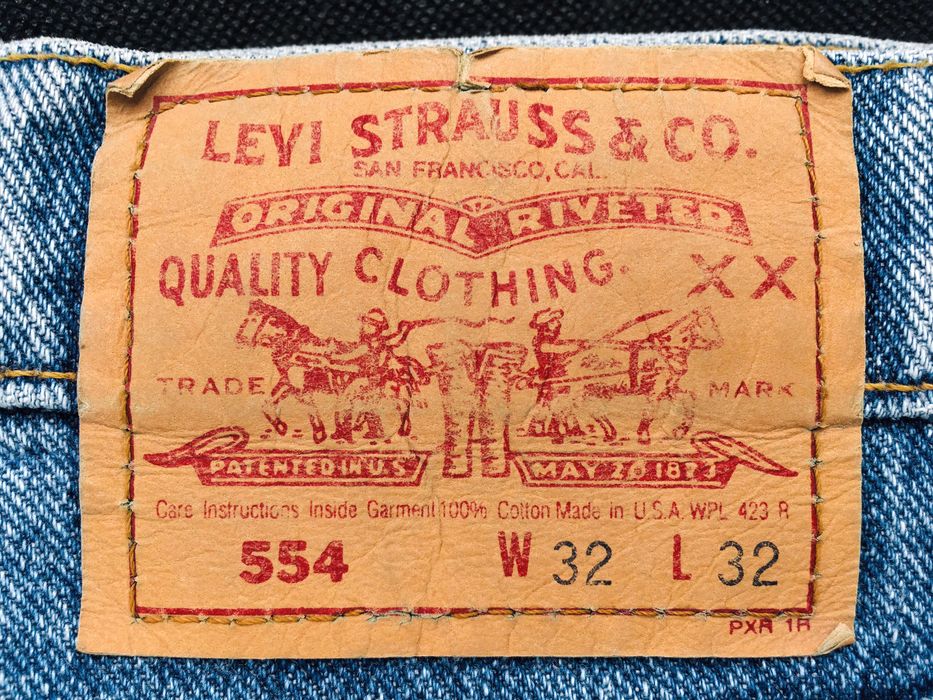 LEVI STRAUSS & CO.
SAN FRANCISCO, CAL.
ORIGINAL RIVETED
QUALITY CLOTHING. XX
TRADE MARK
PATENTED IN U.S MAY 20 1873
Care Instructions Inside Garment 100% Cotton Made in U.S.A. WPL 423 R
554 W 32 L 32
PXR 1R